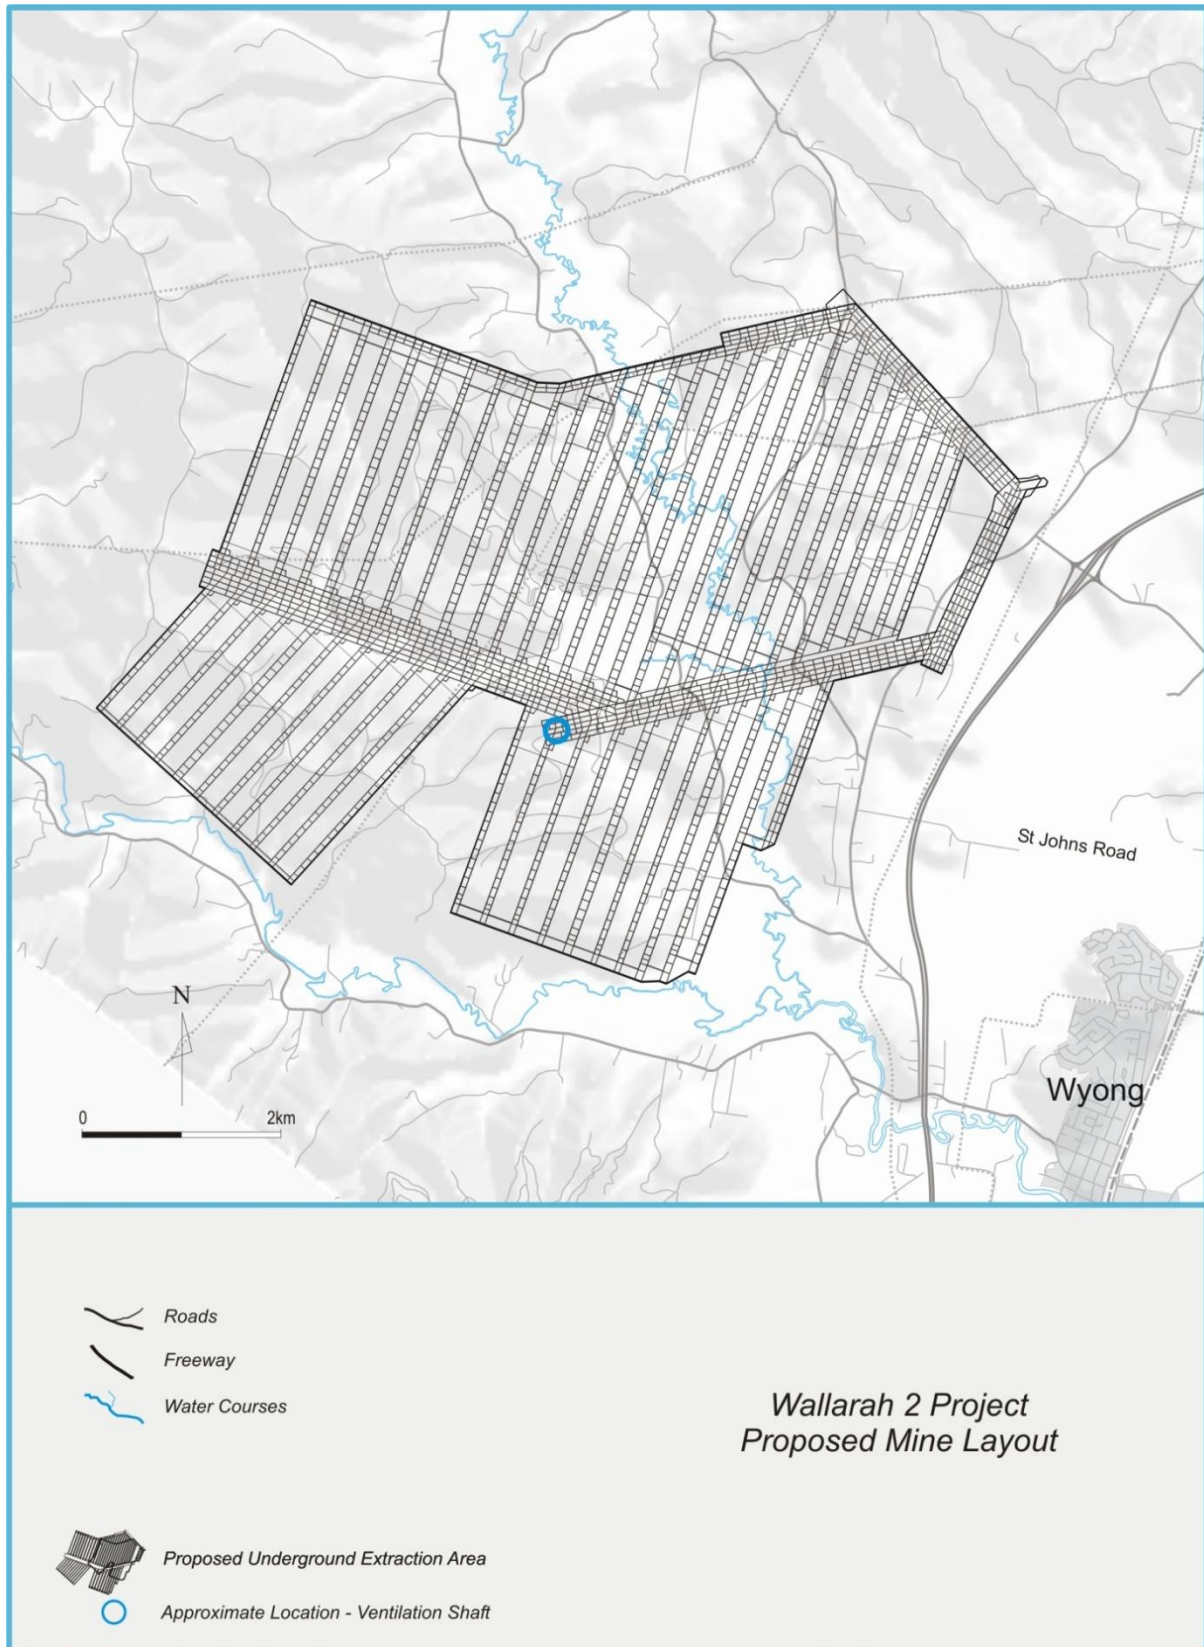 St Johns Road
N
0 2km
Wyong
Roads
Freeway
Water Courses
Wallarah 2 Project
Proposed Mine Layout
Proposed Underground Extraction Area
Approximate Location - Ventilation Shaft